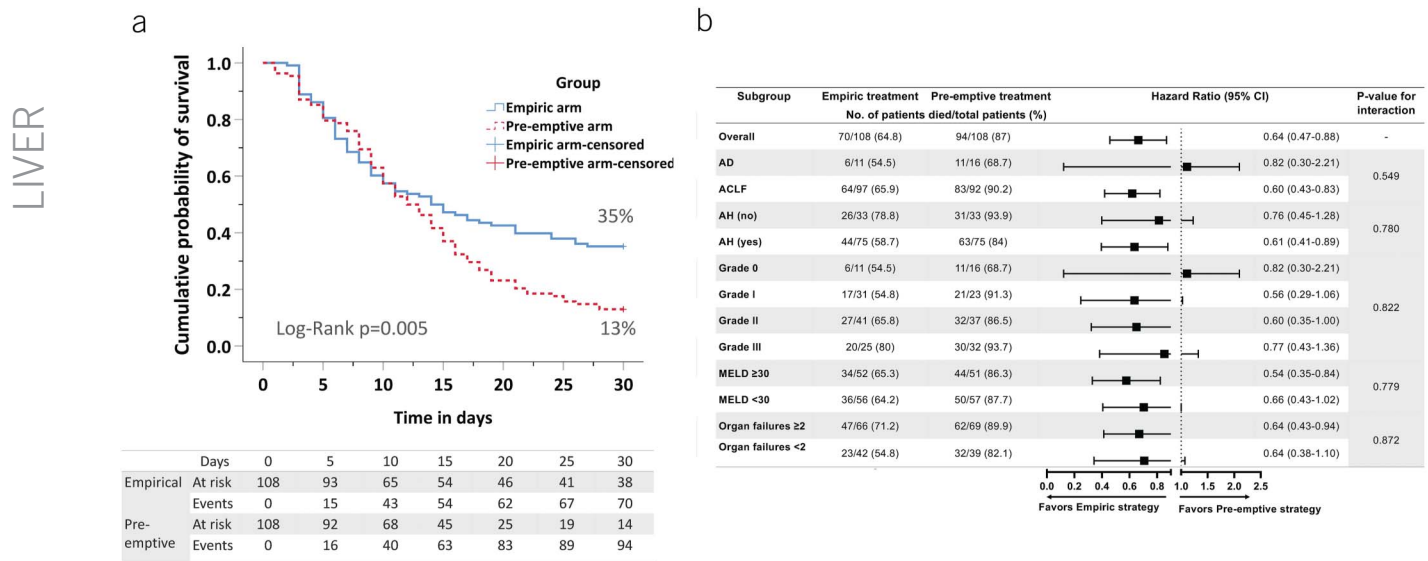 LIVER
a
Cumulative probability of survival
1.0
0.8
0.6
0.4
0.2
0.0
Group
Empiric arm
Pre-emptive arm
Empiric arm-censored
Pre-emptive arm-censored
35%
13%
Log-Rank p=0.005
0 5 10 15 20 25 30
Time in days
Days 0 5 10 15 20 25 30
Empirical At risk 108 93 65 54 46 41 38
Events 0 15 43 54 62 67 70
Pre-emptive At risk 108 92 68 45 25 19 14
Events 0 16 40 63 83 89 94
b
Subgroup Empiric treatment Pre-emptive treatment Hazard Ratio (95% CI) P-value for interaction
No. of patients died/total patients (%)
Overall 70/108 (64.8) 94/108 (87) 0.64 (0.47-0.88) -
AD 6/11 (54.5) 11/16 (68.7) 0.82 (0.30-2.21)
0.549
ACLF 64/97 (65.9) 83/92 (90.2) 0.60 (0.43-0.83)
AH (no) 26/33 (78.8) 31/33 (93.9) 0.76 (0.45-1.28)
0.780
AH (yes) 44/75 (58.7) 63/75 (84) 0.61 (0.41-0.89)
Grade 0 6/11 (54.5) 11/16 (68.7) 0.82 (0.30-2.21)
Grade I 17/31 (54.8) 21/23 (91.3) 0.56 (0.29-1.06)
0.822
Grade II 27/41 (65.8) 32/37 (86.5) 0.60 (0.35-1.00)
Grade III 20/25 (80) 30/32 (93.7) 0.77 (0.43-1.36)
MELD ≥30 34/52 (65.3) 44/51 (86.3) 0.54 (0.35-0.84)
0.779
MELD <30 36/56 (64.2) 50/57 (87.7) 0.66 (0.43-1.02)
Organ failures ≥2 47/66 (71.2) 62/69 (89.9) 0.64 (0.43-0.94)
0.872
Organ failures <2 23/42 (54.8) 32/39 (82.1) 0.64 (0.38-1.10)
0.0 0.2 0.4 0.6 0.8 1.0 1.5 2.0 2.5
Favors Empiric strategy Favors Pre-emptive strategy